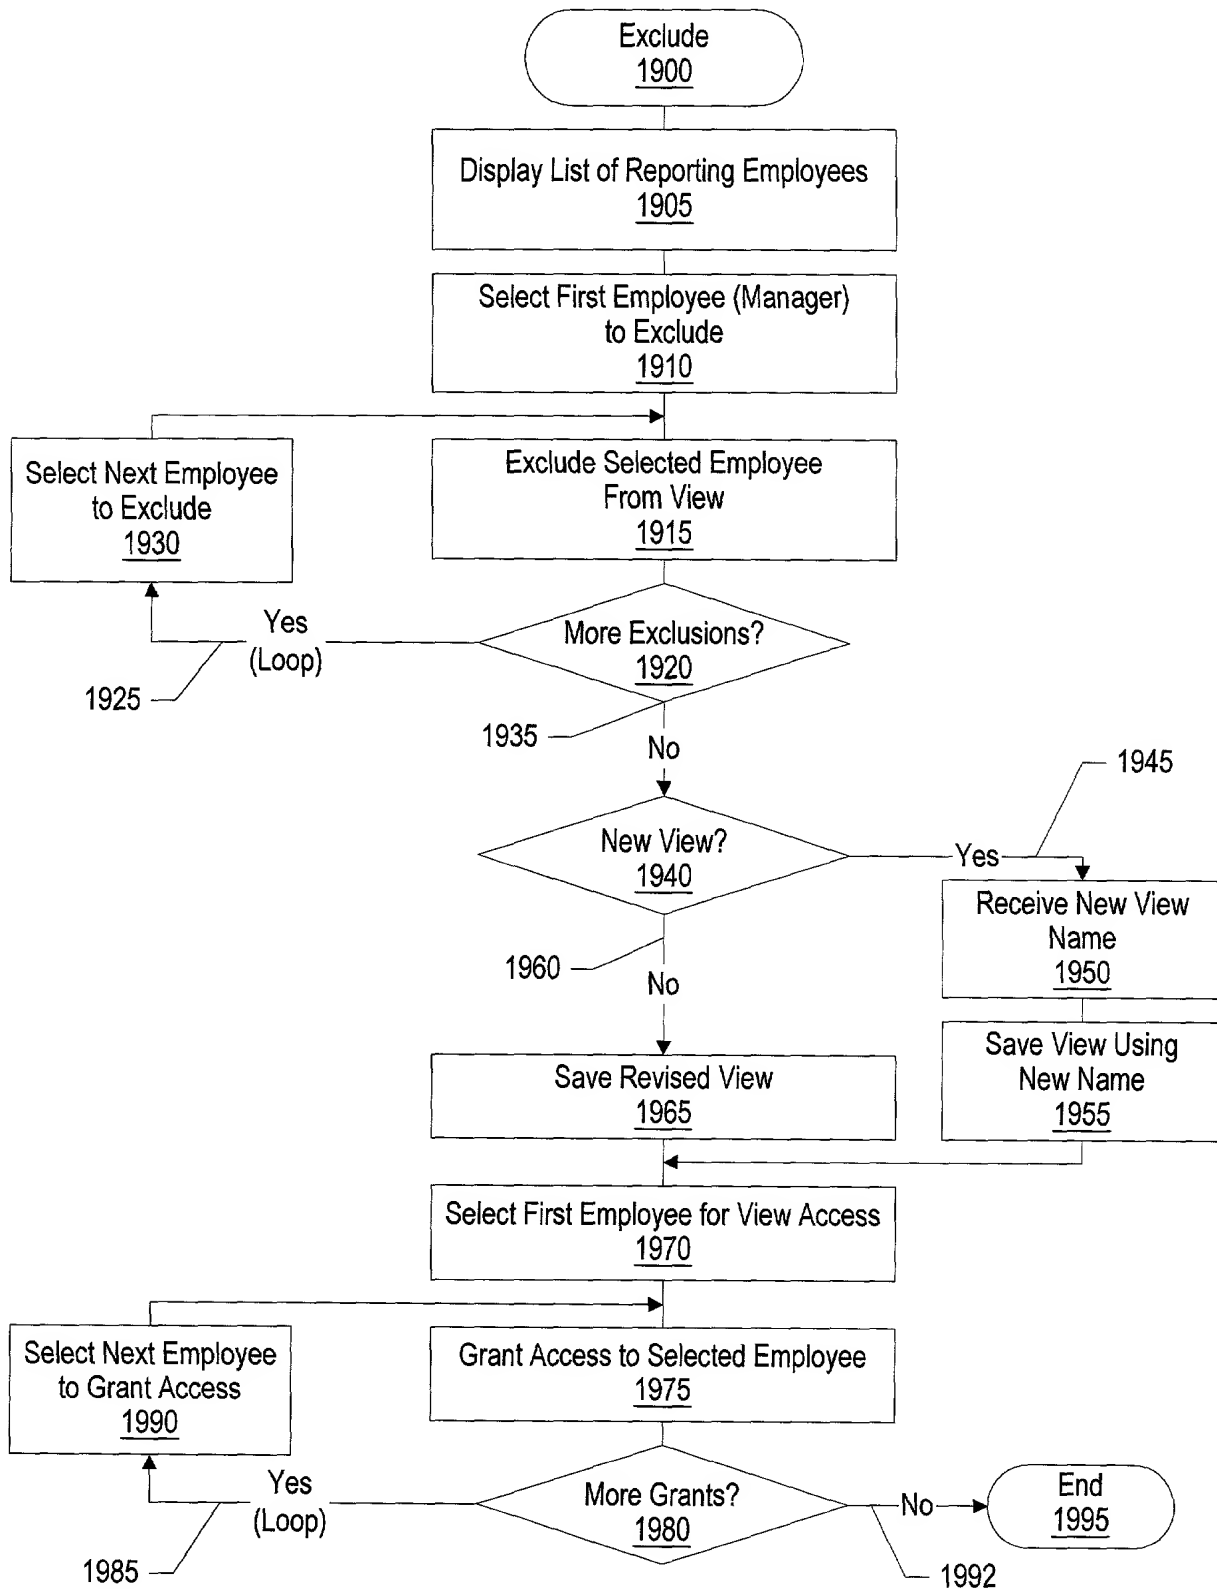 Exclude
1900
Display List of Reporting Employees
1905
Select First Employee (Manager)
to Exclude
1910
Select Next Employee
to Exclude
1930
Exclude Selected Employee
From View
1915
Yes
(Loop)
1925
More Exclusions?
1920
1935
No
New View?
1940
Yes
1945
Receive New View
Name
1950
1960
No
Save View Using
New Name
1955
Save Revised View
1965
Select First Employee for View Access
1970
Select Next Employee
to Grant Access
1990
Grant Access to Selected Employee
1975
Yes
(Loop)
1985
More Grants?
1980
No
1992
End
1995